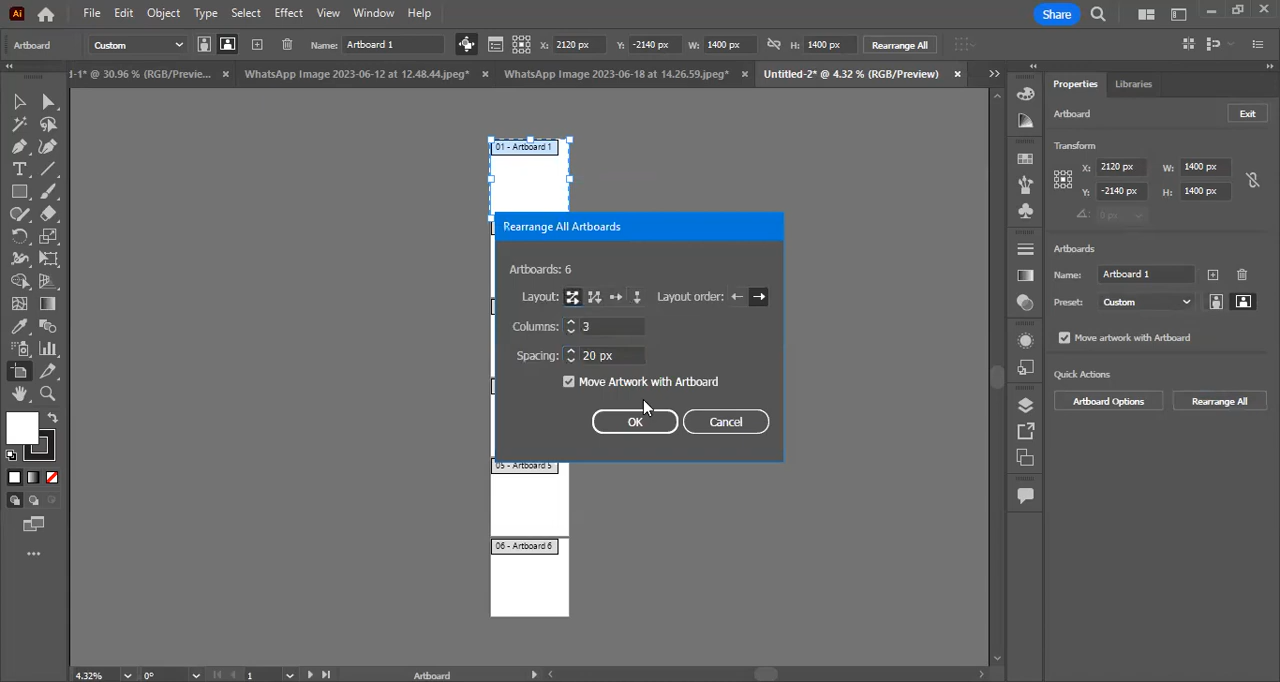 Ai File Edit Object Type Select Effect View Window Help Share
Artboard Custom Name: Artboard 1 X: 2120 px Y: -2140 px W: 1400 px H: 1400 px Rearrange All
1-1* @ 30.96 % (RGB/Previe... × WhatsApp Image 2023-06-12 at 12.48.44.jpeg* × WhatsApp Image 2023-06-18 at 14.26.59.jpeg* × Untitled-2* @ 4.32 % (RGB/Preview) ×
Properties Libraries
Artboard Exit
Transform
X: 2120 px W: 1400 px
Y: -2140 px H: 1400 px
0 px
Artboards
Name: Artboard 1
Preset: Custom
Move artwork with Artboard
Quick Actions
Artboard Options Rearrange All
01 - Artboard 1
Rearrange All Artboards
Artboards: 6
Layout: Layout order:
Columns: 3
Spacing: 20 px
Move Artwork with Artboard
OK Cancel
05 - Artboard 5
06 - Artboard 6
4.32% 0° 1 Artboard